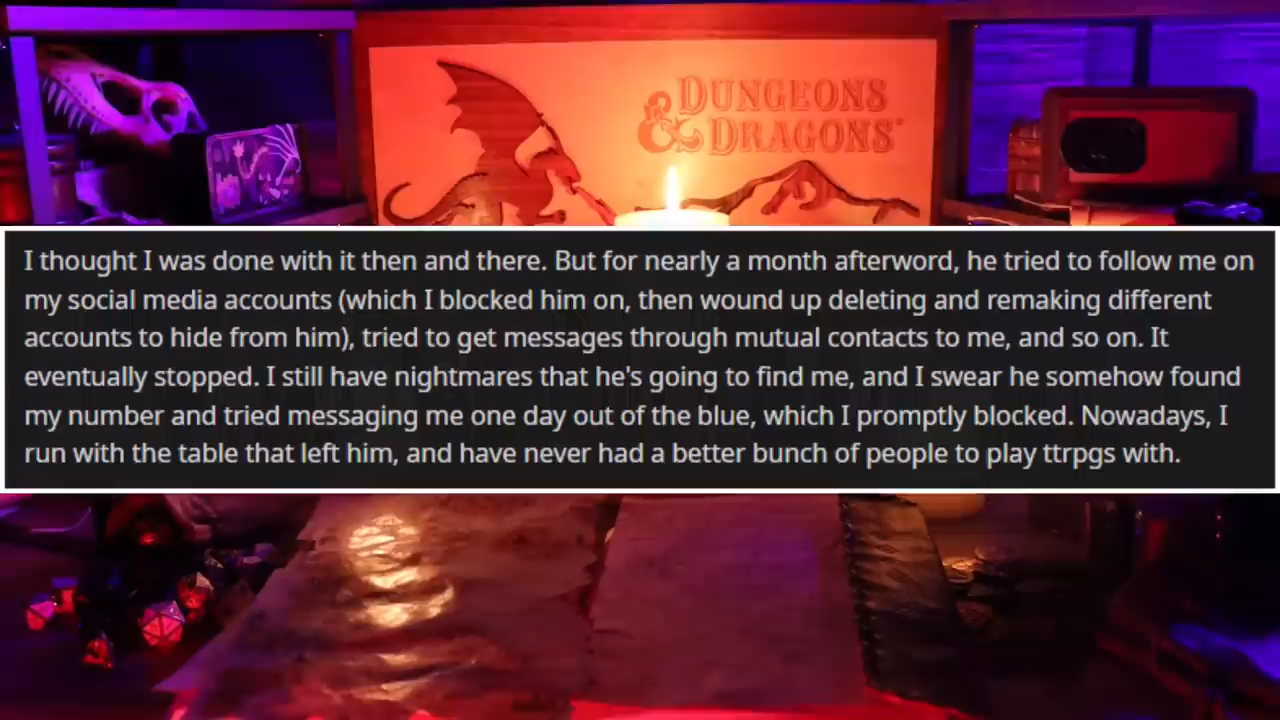 DUNGEONS
& DRAGONS
I thought I was done with it then and there. But for nearly a month afterword, he tried to follow me on
my social media accounts (which I blocked him on, then wound up deleting and remaking different
accounts to hide from him), tried to get messages through mutual contacts to me, and so on. It
eventually stopped. I still have nightmares that he's going to find me, and I swear he somehow found
my number and tried messaging me one day out of the blue, which I promptly blocked. Nowadays, I
run with the table that left him, and have never had a better bunch of people to play ttrpgs with.